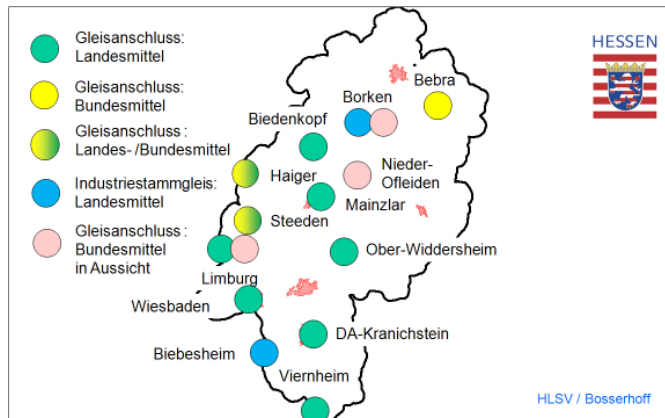 Gleisanschluss:
Landesmittel
Gleisanschluss:
Bundesmittel
Gleisanschluss:
Landes- /Bundesmittel
Industriestammgleis:
Landesmittel
Gleisanschluss:
Bundesmittel
in Aussicht
HESSEN
Bebra
Borken
Biedenkopf
Haiger
Nieder-
Ofleiden
Mainzlar
Steeden
Ober-Widdersheim
Limburg
Wiesbaden
DA-Kranichstein
Biebesheim
Viernheim
HLSV / Bosserhoff